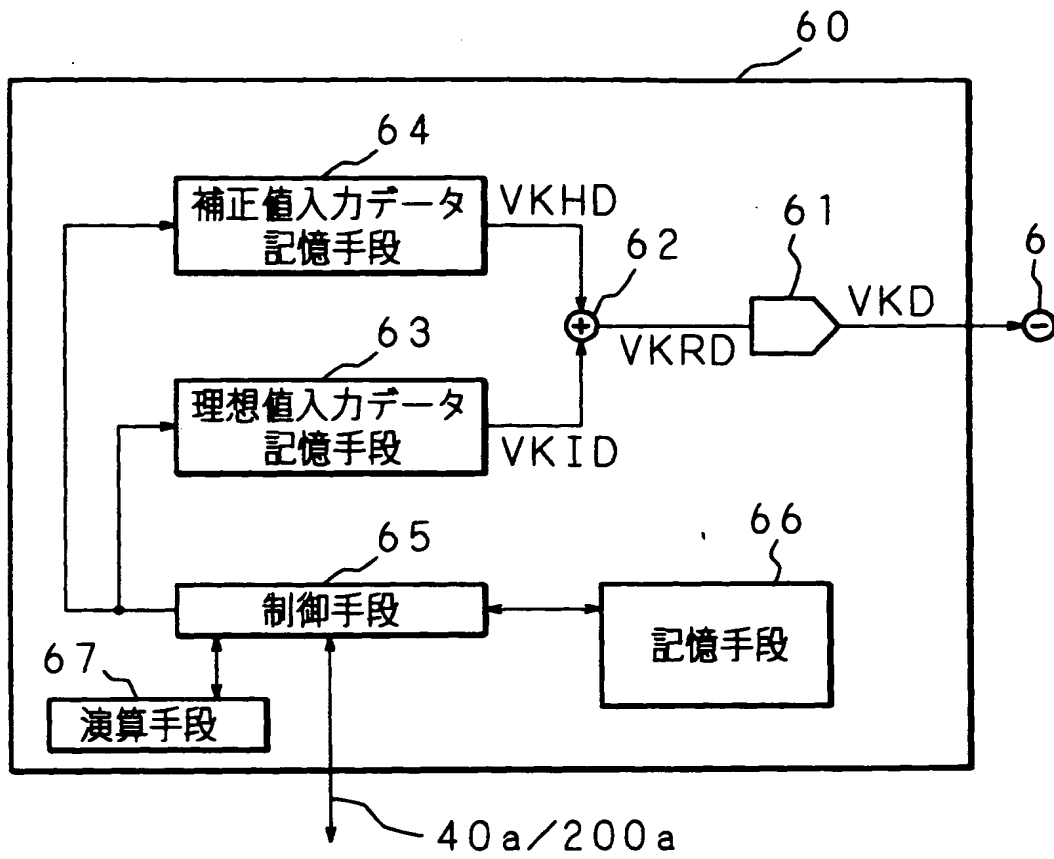 60
64
補正値入力データ
記憶手段
VKHD
62
61
6
VKD
VKRD
63
理想値入力データ
記憶手段
VKID
65
制御手段
66
記憶手段
67
演算手段
40a/200a